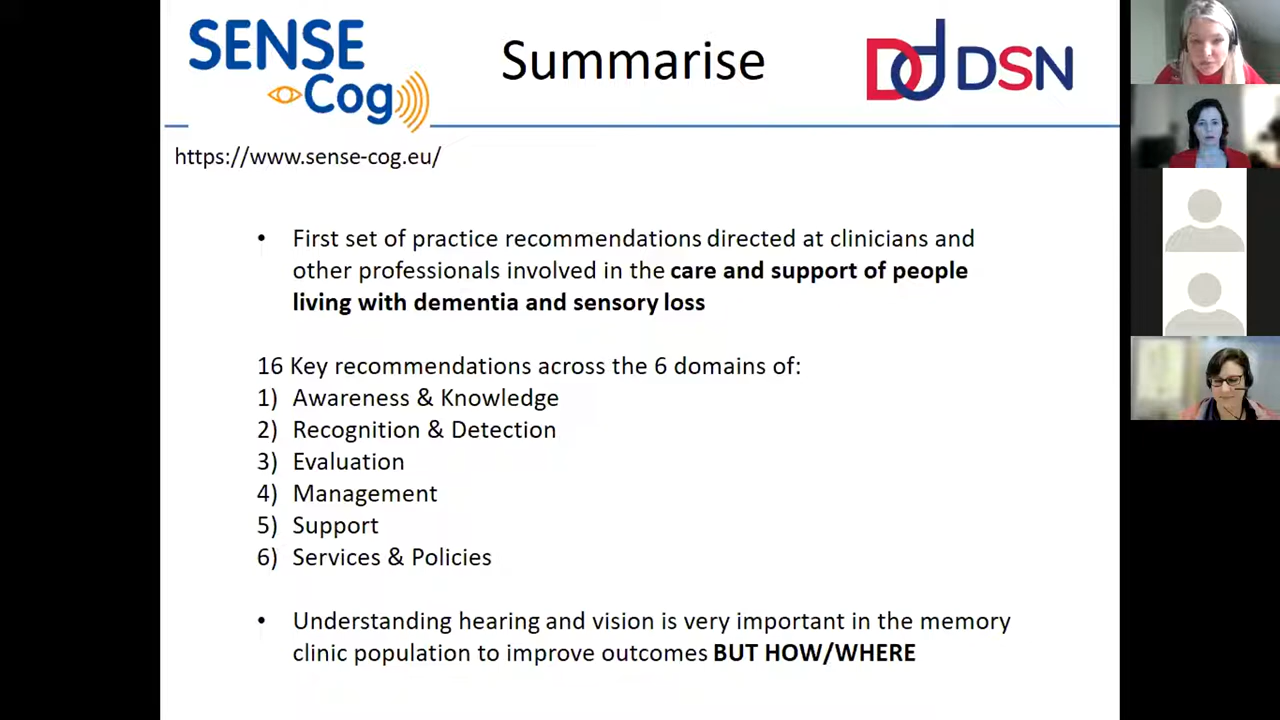 SENSE
Cog
Summarise
Dd DSN
https://www.sense-cog.eu/
• First set of practice recommendations directed at clinicians and
other professionals involved in the care and support of people
living with dementia and sensory loss
16 Key recommendations across the 6 domains of:
1) Awareness & Knowledge
2) Recognition & Detection
3) Evaluation
4) Management
5) Support
6) Services & Policies
• Understanding hearing and vision is very important in the memory
clinic population to improve outcomes BUT HOW/WHERE